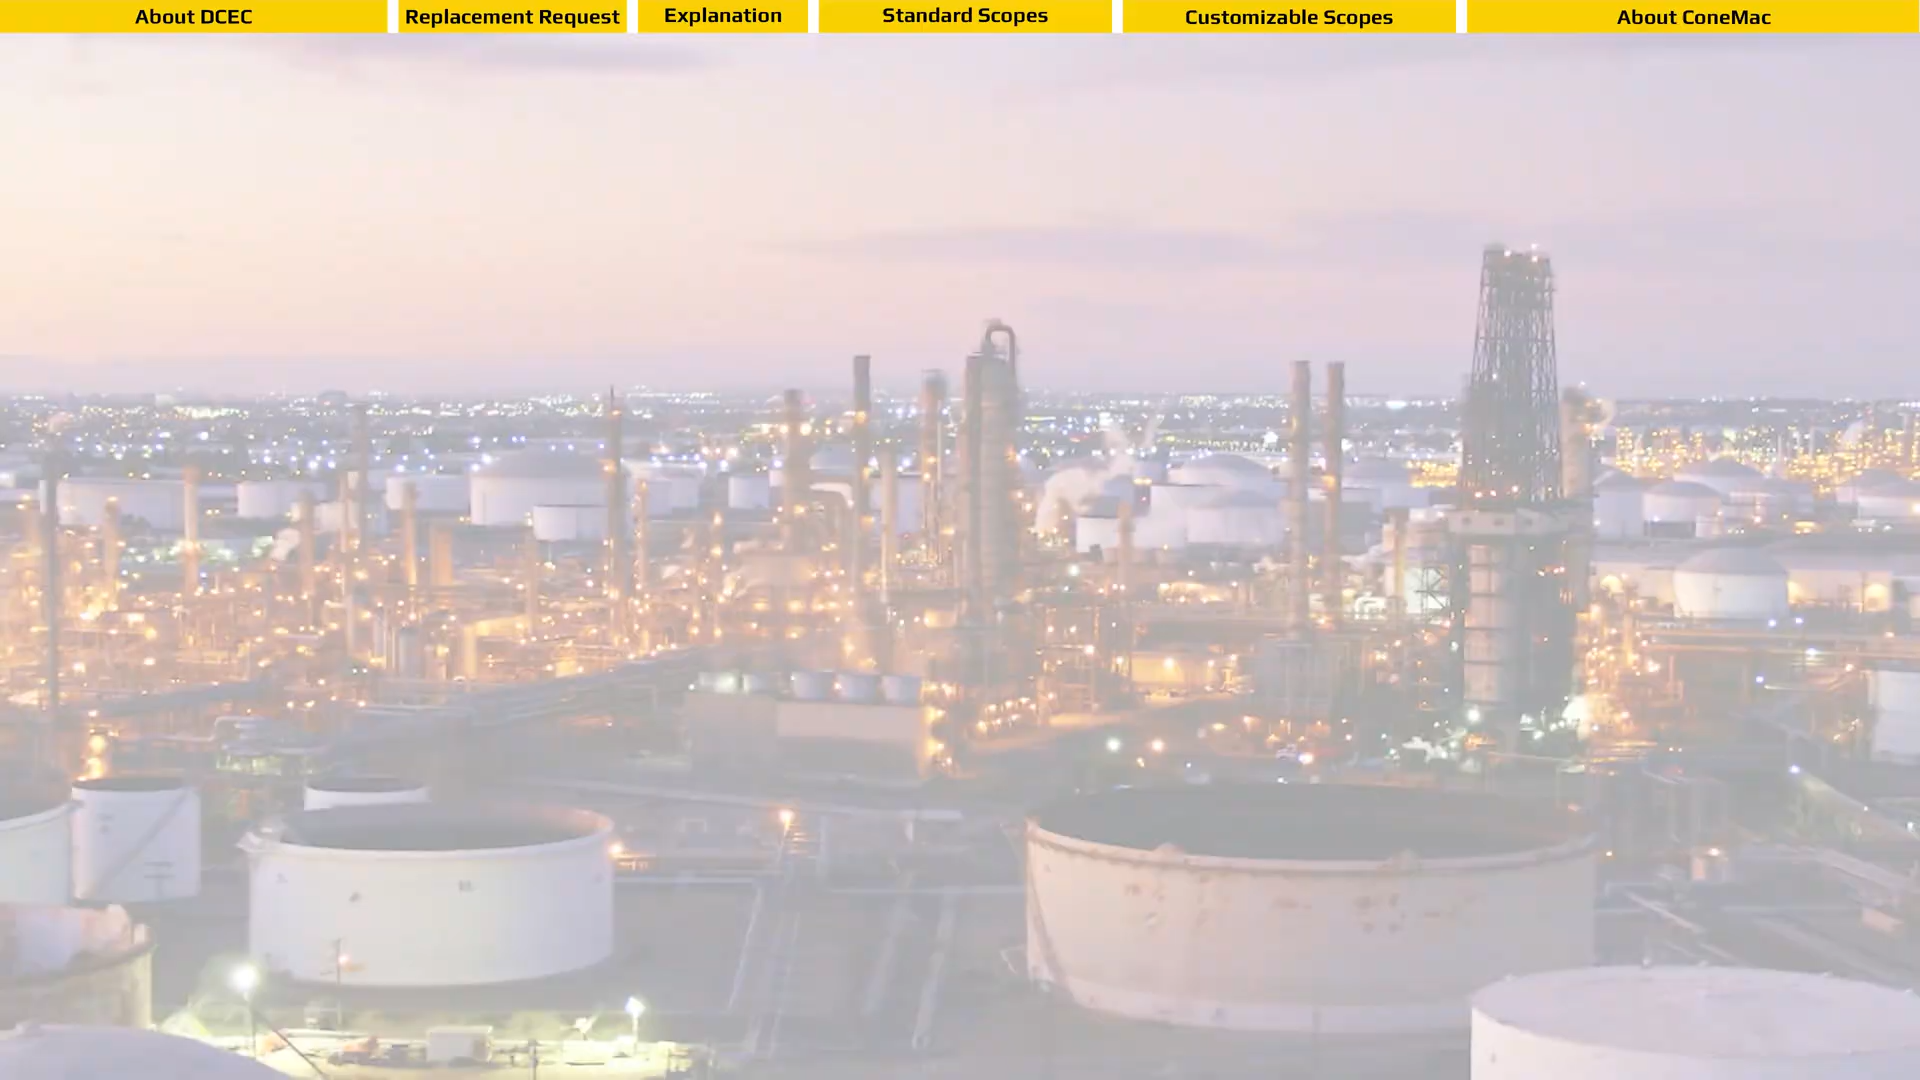 About DCEC
Replacement Request
Explanation
Standard Scopes
Customizable Scopes
About ConeMac